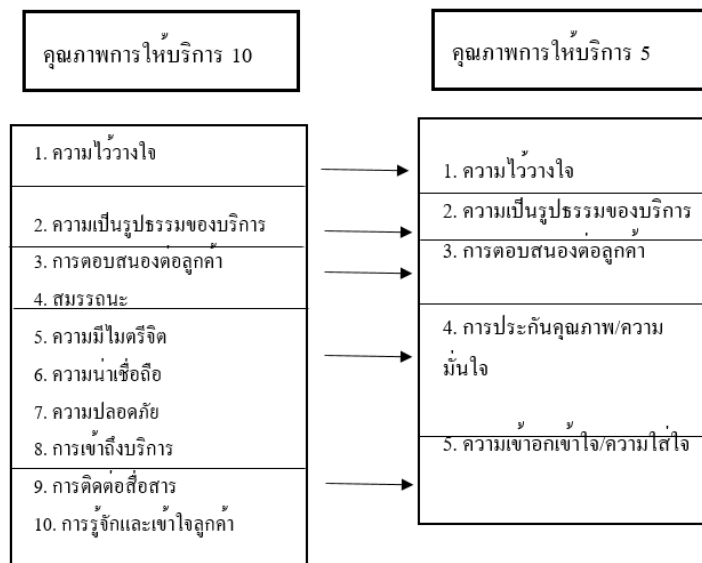 คุณภาพการให้บริการ 10
คุณภาพการให้บริการ 5
1. ความไว้วางใจ
2. ความเป็นรูปธรรมของบริการ
3. การตอบสนองต่อลูกค้า
4. สมรรถนะ
5. ความมีไมตรีจิต
6. ความน่าเชื่อถือ
7. ความปลอดภัย
8. การเข้าถึงบริการ
9. การติดต่อสื่อสาร
10. การรู้จักและเข้าใจลูกค้า
1. ความไว้วางใจ
2. ความเป็นรูปธรรมของบริการ
3. การตอบสนองต่อลูกค้า
4. การประกันคุณภาพ/ความ
มั่นใจ
5. ความเข้าอกเข้าใจ/ความใส่ใจ